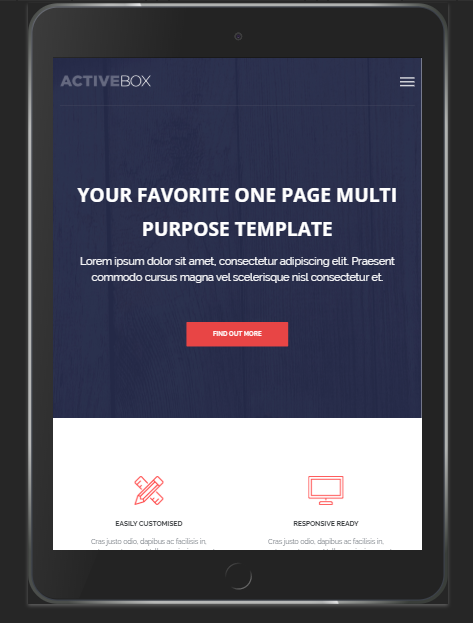 ACTIVEBOX
YOUR FAVORITE ONE PAGE MULTI
PURPOSE TEMPLATE
Lorem ipsum dolor sit amet, consectetur adipiscing elit. Praesent
commodo cursus magna vel scelerisque nisl consectetur et.
FIND OUT MORE
EASILY CUSTOMISED
RESPONSIVE READY
Cras justo odio, dapibus ac facilisis in,
Cras justo odio, dapibus ac facilisis in,